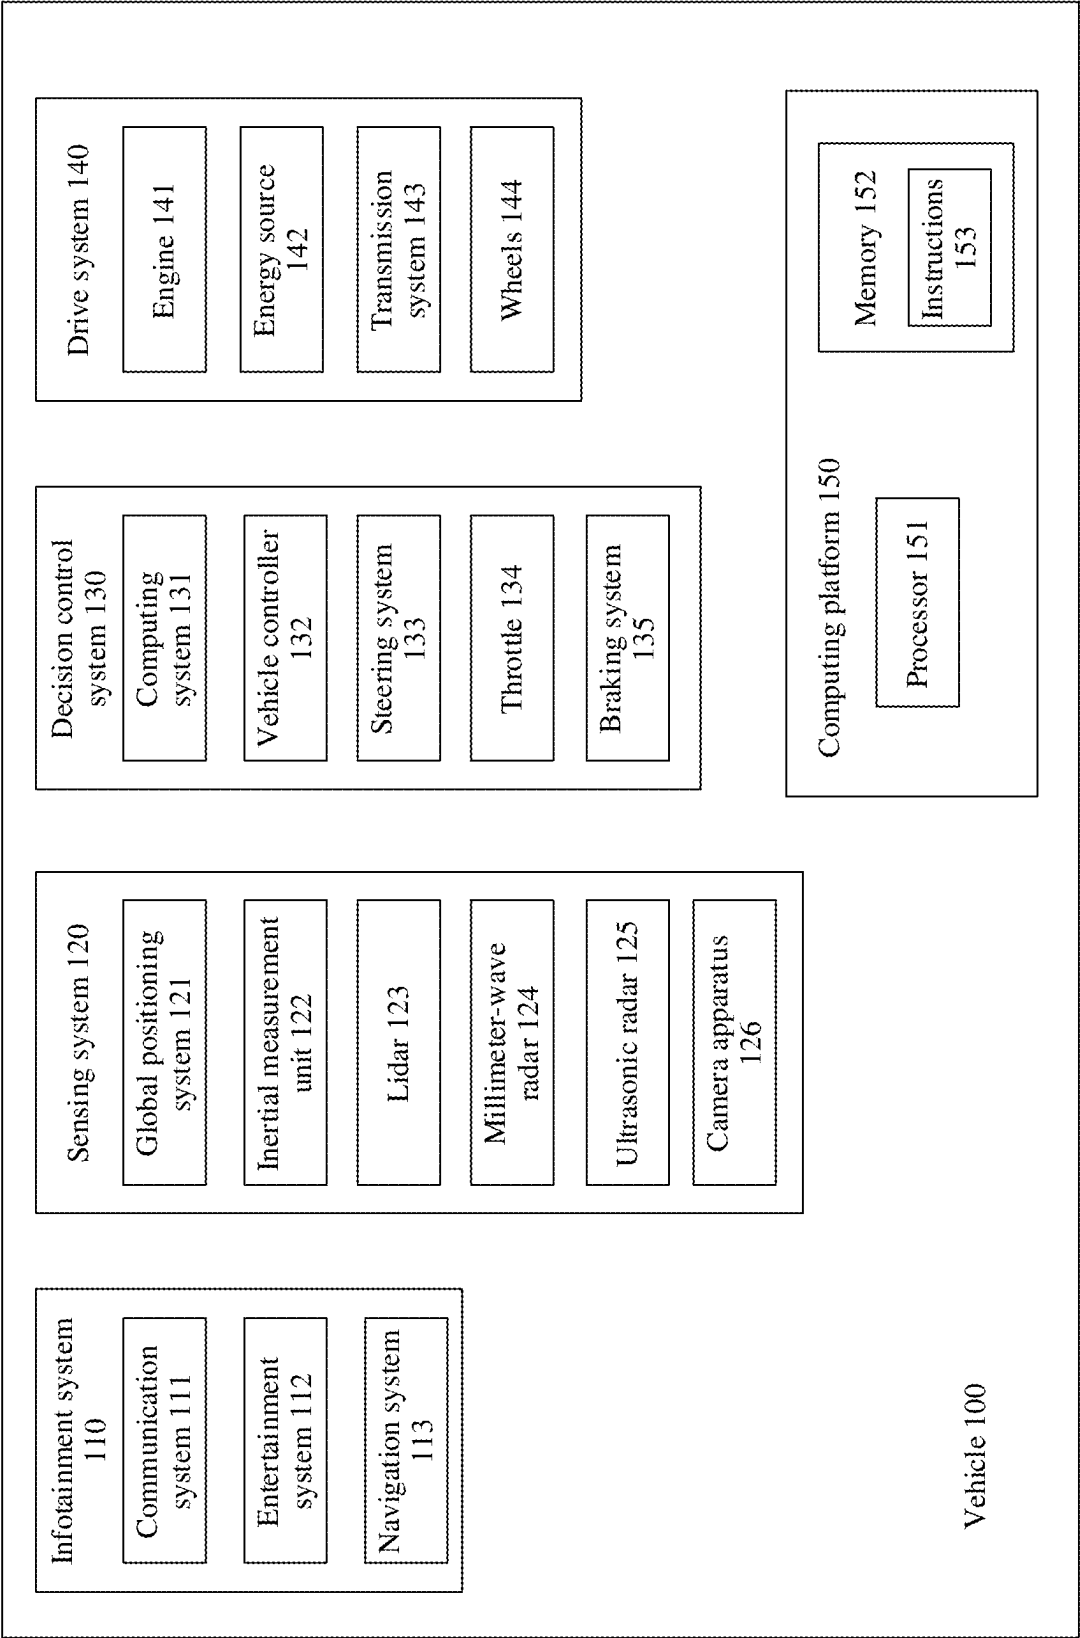 Infotainment system
110
Communication
system 111
Entertainment
system 112
Navigation system
113
Sensing system 120
Global positioning
system 121
Inertial measurement
unit 122
Lidar 123
Millimeter-wave
radar 124
Ultrasonic radar 125
Camera apparatus
126
Decision control
system 130
Computing
system 131
Vehicle controller
132
Steering system
133
Throttle 134
Braking system
135
Drive system 140
Engine 141
Energy source
142
Transmission
system 143
Wheels 144
Computing platform 150
Processor 151
Memory 152
Instructions
153
Vehicle 100